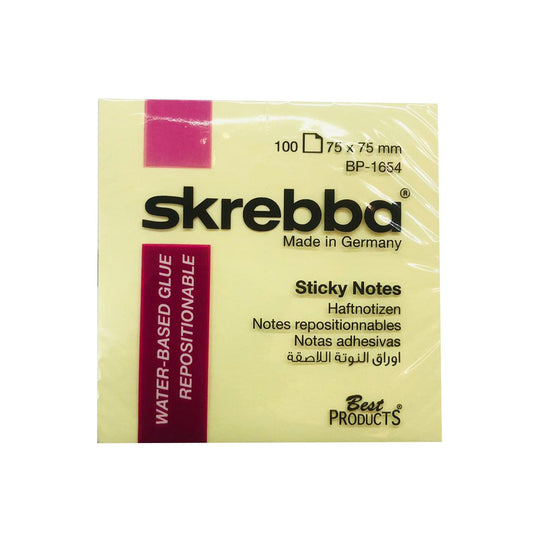 100 75 x 75 mm
BP-1654
skrebba®
Made in Germany
Sticky Notes
Haftnotizen
Notes repositionnables
Notas adhesivas
اوراق النوتة اللاصقة
WATER-BASED GLUE
REPOSITIONABLE
Best
PRODUCTS®